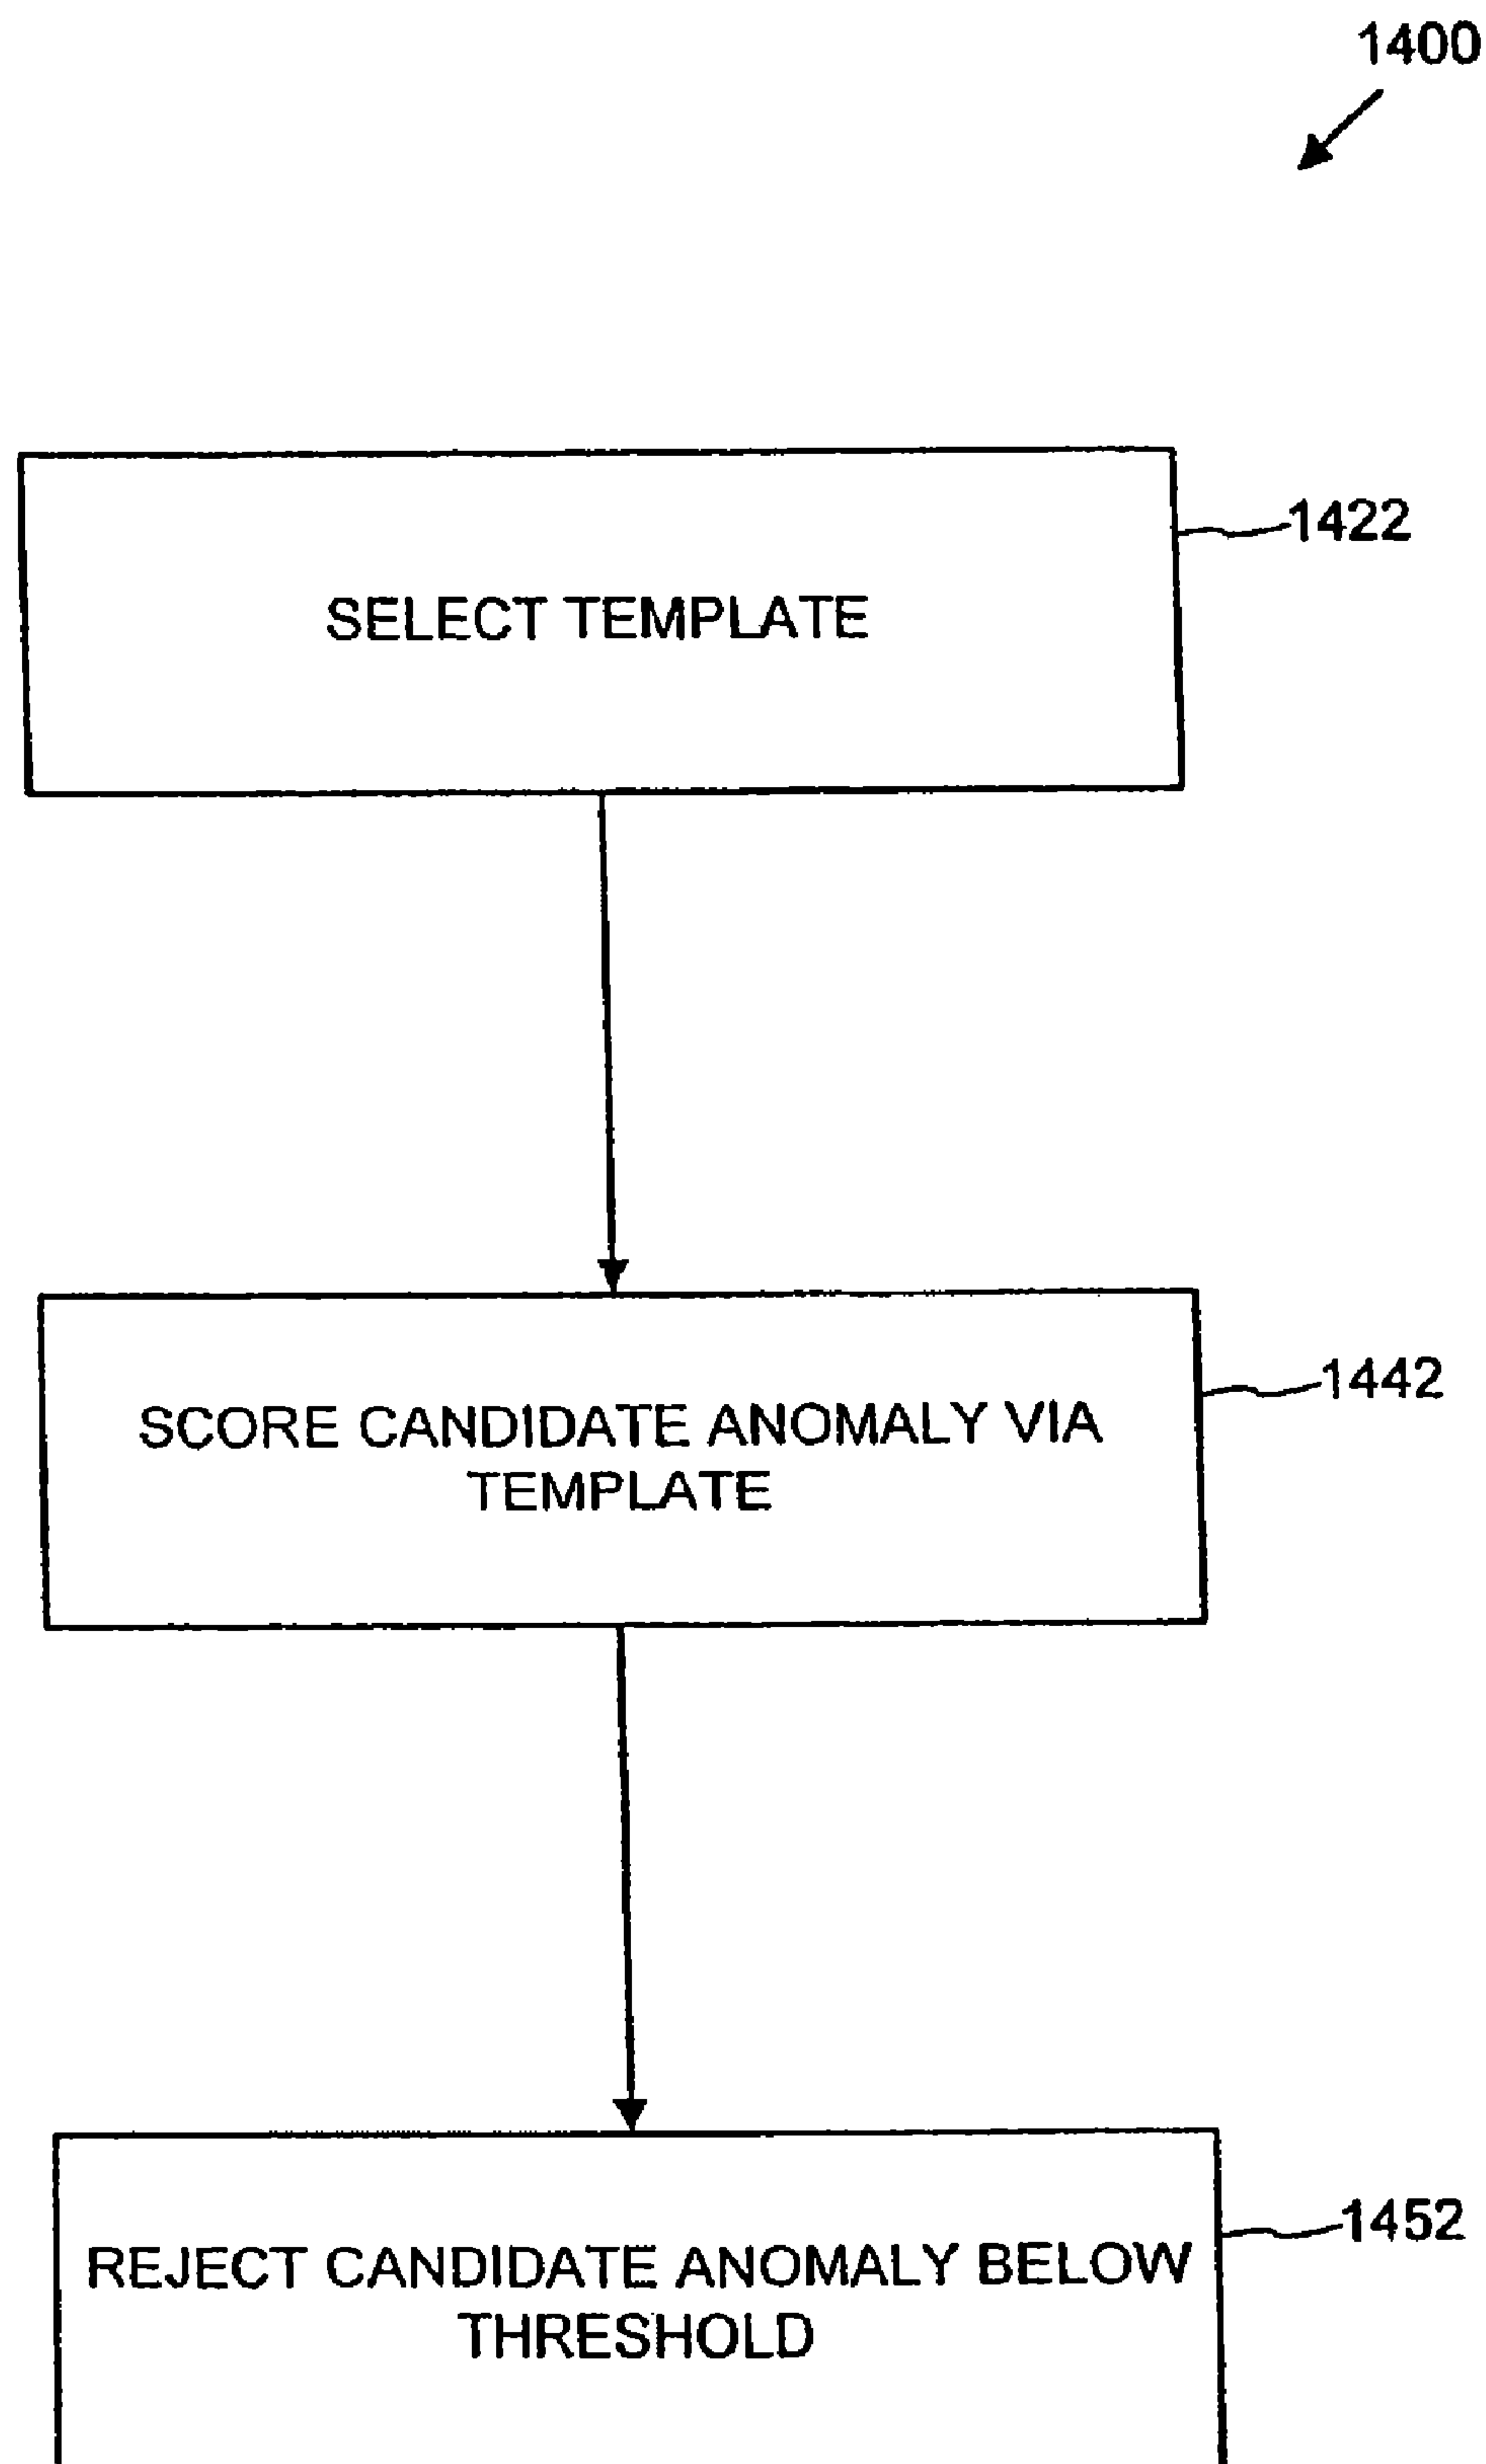 1400
1422
SELECT TEMPLATE
1442
SCORE CANDIDATE ANOMALY VIA
TEMPLATE
1452
REJECT CANDIDATE ANOMALY BELOW
THRESHOLD